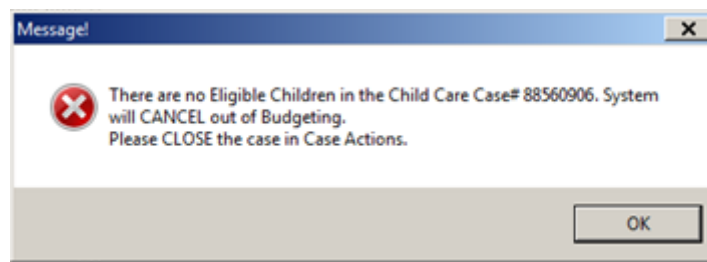 Message!
There are no Eligible Children in the Child Care Case# 88560906. System
will CANCEL out of Budgeting.
Please CLOSE the case in Case Actions.
OK